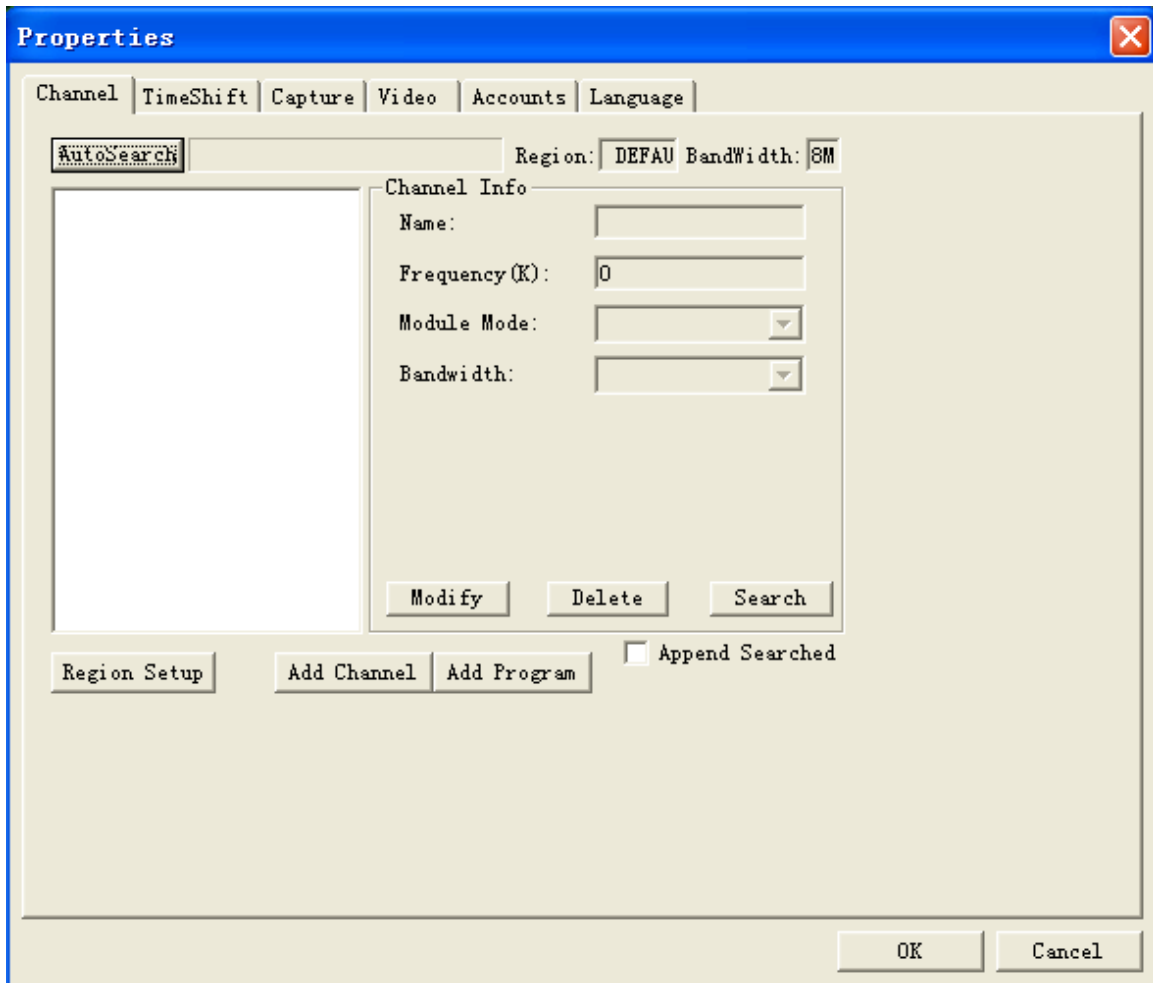 Properties
Channel TimeShift Capture Video Accounts Language
AutoSearch Region: DEFAU BandWidth: 8M
Channel Info
Name:
Frequency(K): 0
Module Mode:
Bandwidth:
Modify Delete Search
Append Searched
Region Setup Add Channel Add Program
OK Cancel